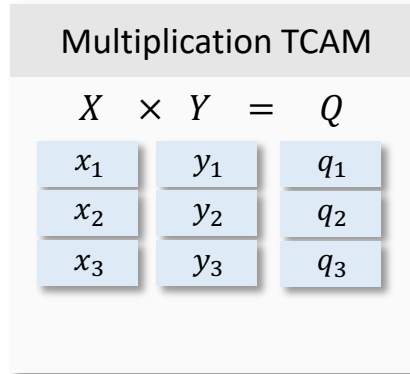 Multiplication TCAM
X × Y = Q
x₁ y₁ q₁
x₂ y₂ q₂
x₃ y₃ q₃